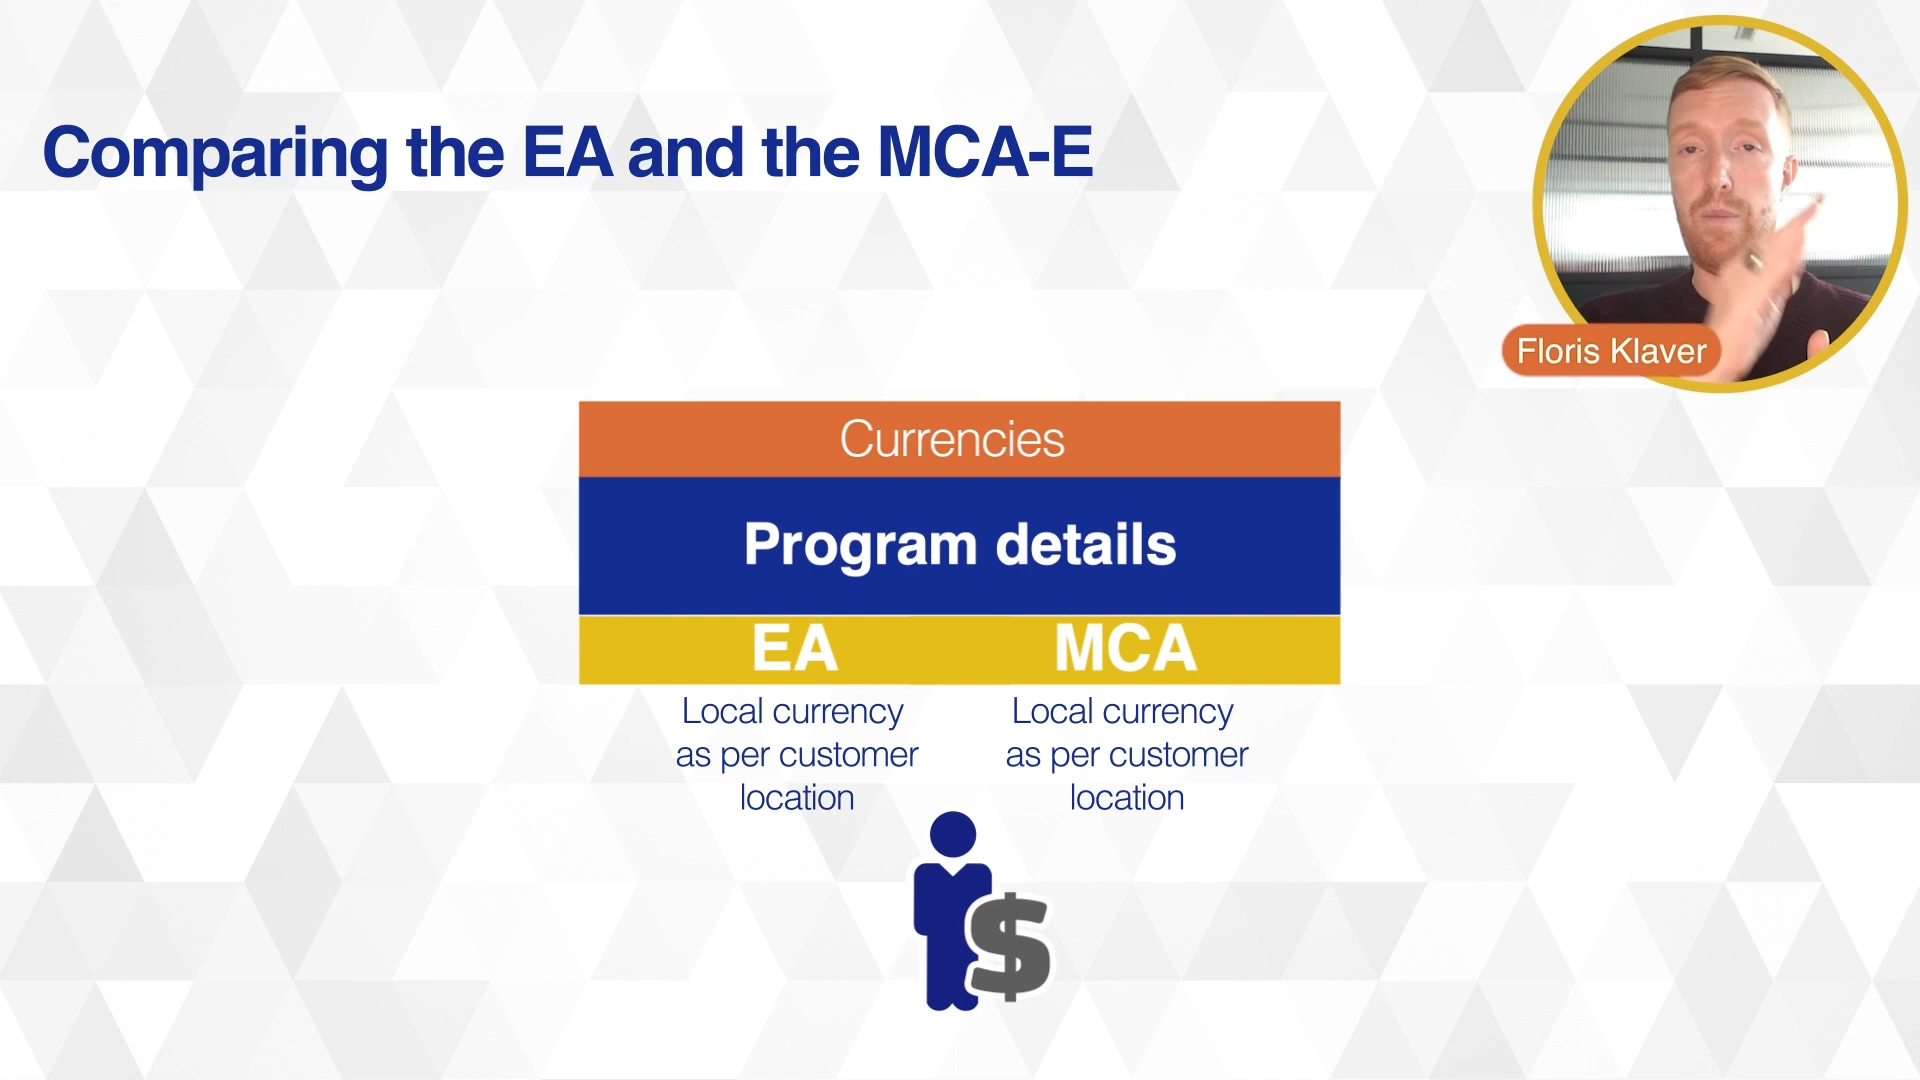 Comparing the EA and the MCA-E
Floris Klaver
Currencies
Program details
EA MCA
Local currency
as per customer
location
Local currency
as per customer
location
$